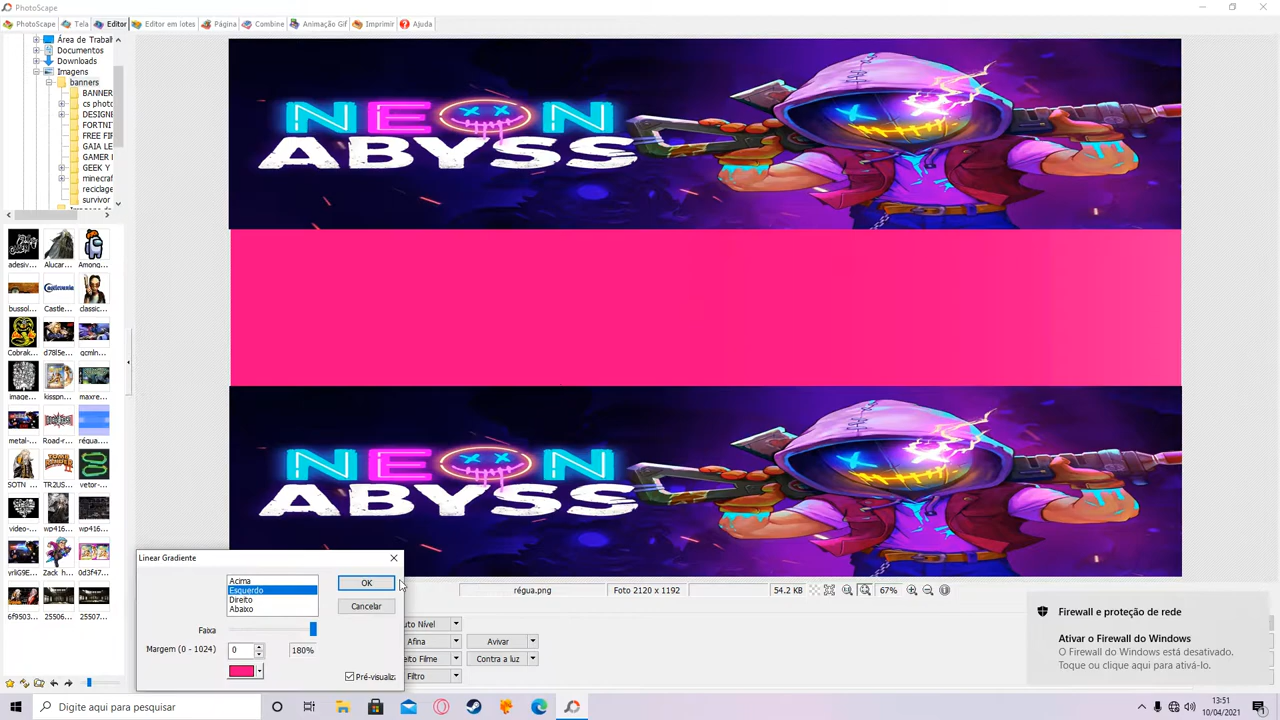 PhotoScape
PhotoScape Tela Editor Editor em lotes Página Combine Animação Gif Imprimir Ajuda
Área de Trabal
Documentos
Downloads
Imagens
banners
BANNER
cs photo
DESIGNE
FORTNIT
FREE FIR
GAIA LE
GAMER I
GEEK Y
minecraf
reciclage
survivor
adesiv... Alucar... Among...
bussol... Castle... classic...
Cobrak... d78l5e... gcmln...
image... kisspn... maxre...
metal-... Road-r... régua....
SOTN ... TR2US... vetor-...
video-... wp416... wp416...
yrliG9E... Zack h... 0d3f47...
6f9503... 25506... 25507...
NEON
ABYSS
NEON
ABYSS
Linear Gradiente
Acima
Esquerdo
Direito
Abaixo
OK
Cancelar
Faixa
Margem (0 - 1024) 0 180%
Pré-visualiz
régua.png Foto 2120 x 1192 54.2 KB 67%
uto Nível
Afina Avivar
eito Filme Contra a luz
Filtro
Firewall e proteção de rede
Ativar o Firewall do Windows
O Firewall do Windows está desativado.
Toque ou clique aqui para ativá-lo.
Digite aqui para pesquisar
13:51
10/04/2021